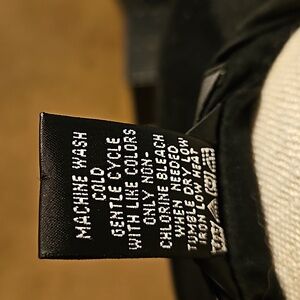 MACHINE WASH
COLD
GENTLE CYCLE
WITH LIKE COLORS
ONLY NON-
CHLORINE BLEACH
WHEN NEEDED
TUMBLE DRY LOW
IRON LOW HEAT